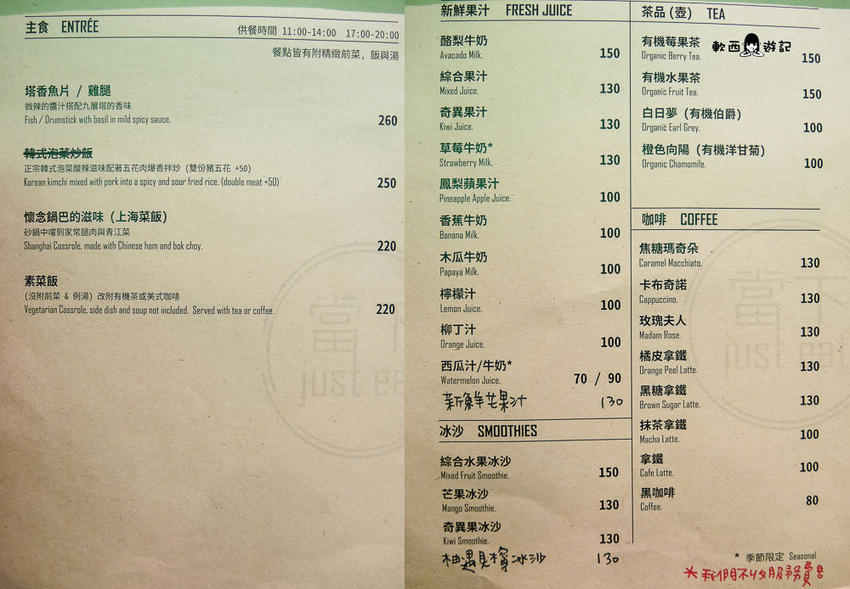 主食 ENTRÉE
供餐時間 11:00-14:00 17:00-20:00
餐點皆有附精緻前菜，飯與湯
塔香魚片 / 雞腿
微辣的醬汁搭配九層塔的香味
Fish / Drumstick with basil in mild spicy sauce. 260
韓式泡菜炒飯
正宗韓式泡菜酸辣滋味配著五花肉爆香拌炒 (雙份豬五花 +50)
Korean kimchi mixed with pork into a spicy and sour fried rice. (double meat +50) 250
懷念鍋巴的滋味 (上海菜飯)
砂鍋中嚐到家常腿肉與青江菜
Shanghai Cassrole, made with Chinese ham and bok choy. 220
素菜飯
(沒附前菜 & 例湯) 改附有機茶或美式咖啡
Vegetarian Cassrole, side dish and soup not included. Served with tea or coffee. 220
當下
just eat
新鮮果汁 FRESH JUICE
酪梨牛奶
Avacado Milk. 150
綜合果汁
Mixed Juice. 130
奇異果汁
Kiwi Juice. 130
草莓牛奶*
Strawberry Milk. 130
鳳梨蘋果汁
Pineapple Apple Juice. 100
香蕉牛奶
Banana Milk. 100
木瓜牛奶
Papaya Milk. 100
檸檬汁
Lemon Juice. 100
柳丁汁
Orange Juice. 100
西瓜汁/牛奶*
Watermelon Juice. 70 / 90
新鮮芒果汁 130
冰沙 SMOOTHIES
綜合水果冰沙
Mixed Fruit Smoothie. 150
芒果冰沙
Mango Smoothie. 130
奇異果冰沙
Kiwi Smoothie. 130
柚遇見檸冰沙 130
茶品 (壺) TEA
軟西遊記
有機莓果茶
Organic Berry Tea. 150
有機水果茶
Organic Fruit Tea. 150
白日夢 (有機伯爵)
Organic Earl Grey. 100
橙色向陽 (有機洋甘菊)
Organic Chamomile. 100
咖啡 COFFEE
焦糖瑪奇朵
Caramel Macchiato. 130
卡布奇諾
Cappuccino. 130
玫瑰夫人
Madam Rose. 130
橘皮拿鐵
Orange Peel Latte. 130
黑糖拿鐵
Brown Sugar Latte. 130
抹茶拿鐵
Macha Latte. 100
拿鐵
Cafe Latte. 100
黑咖啡
Coffee. 80
當下
just eat
* 季節限定 Seasonal
*我們不收服務費!